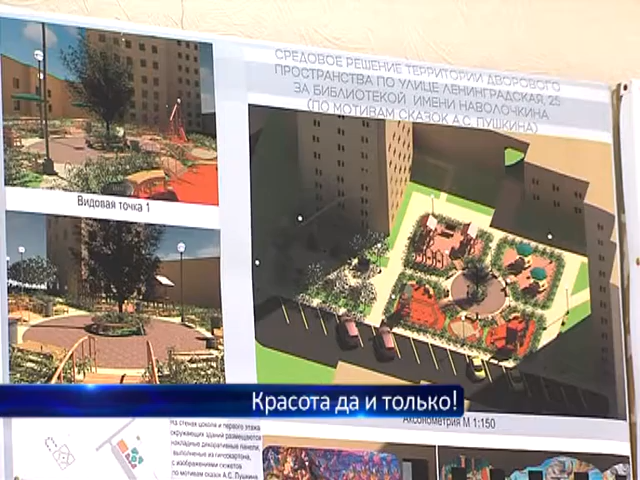 СРЕДОВОЕ РЕШЕНИЕ ТЕРРИТОРИИ ДВОРОВОГО
ПРОСТРАНСТВА ПО УЛИЦЕ ЛЕНИНГРАДСКАЯ, 25
ЗА БИБЛИОТЕКОЙ ИМЕНИ НАВОЛОЧКИНА
(ПО МОТИВАМ СКАЗОК А.С. ПУШКИНА)
Видовая точка 1
Красота да и только!
Аксонометрия М 1:150
На стенах цоколя и первого этажа
окружающих зданий размещаются
накладные декоративные панели,
выполненные из гипсокартона,
с изображениями сюжетов
по мотивам сказок А.С. Пушкина